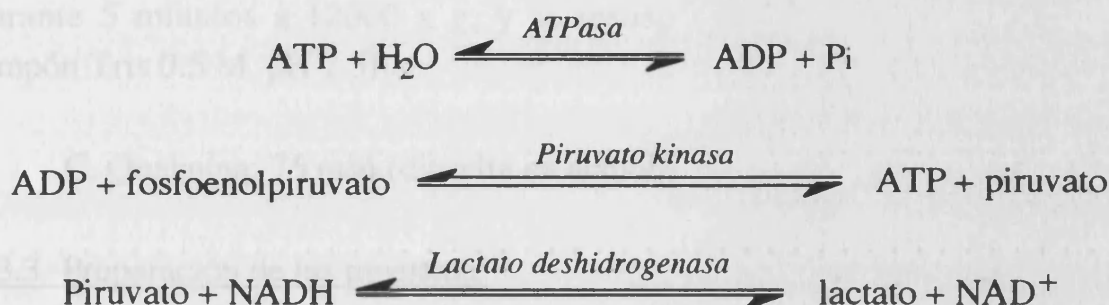 ATPasa
ATP + H₂O ⇌ ADP + Pi
Piruvato kinasa
ADP + fosfoenolpiruvato ⇌ ATP + piruvato
Lactato deshidrogenasa
Piruvato + NADH ⇌ lactato + NAD⁺